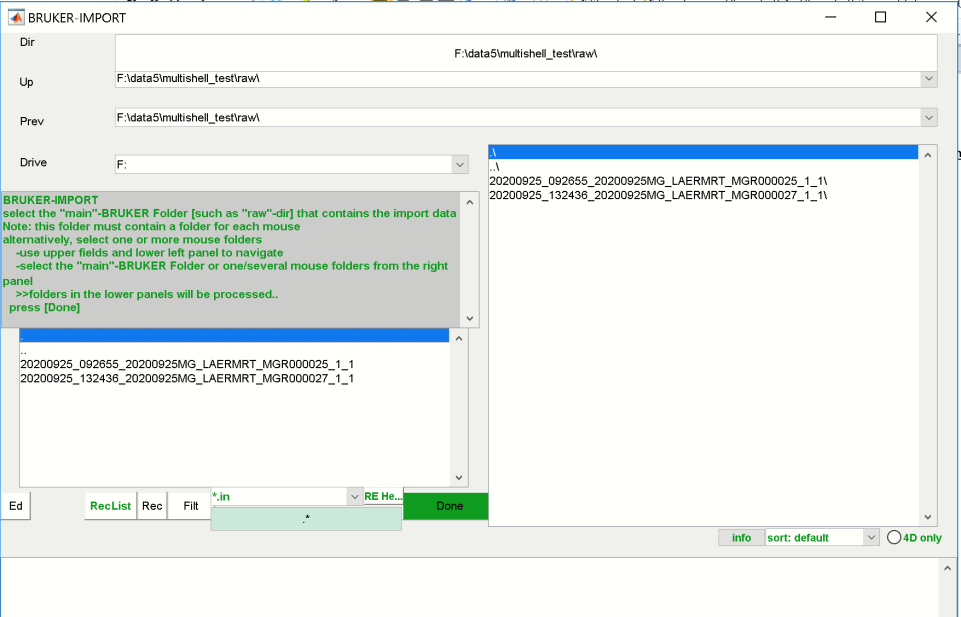 BRUKER-IMPORT
Dir
F:\data5\multishell_test\raw\
Up
F:\data5\multishell_test\raw\
Prev
F:\data5\multishell_test\raw\
Drive
F:
.\
..\
20200925_092655_20200925MG_LAERMRT_MGR000025_1_1\
20200925_132436_20200925MG_LAERMRT_MGR000027_1_1\
BRUKER-IMPORT
select the "main"-BRUKER Folder [such as "raw"-dir] that contains the import data
Note: this folder must contain a folder for each mouse
alternatively, select one or more mouse folders
-use upper fields and lower left panel to navigate
-select the "main"-BRUKER Folder or one/several mouse folders from the right
panel
>>folders in the lower panels will be processed..
press [Done]
.
..
20200925_092655_20200925MG_LAERMRT_MGR000025_1_1
20200925_132436_20200925MG_LAERMRT_MGR000027_1_1
Ed
RecList
Rec
Filt
*.in
RE He...
Done
.*
info
sort: default
4D only